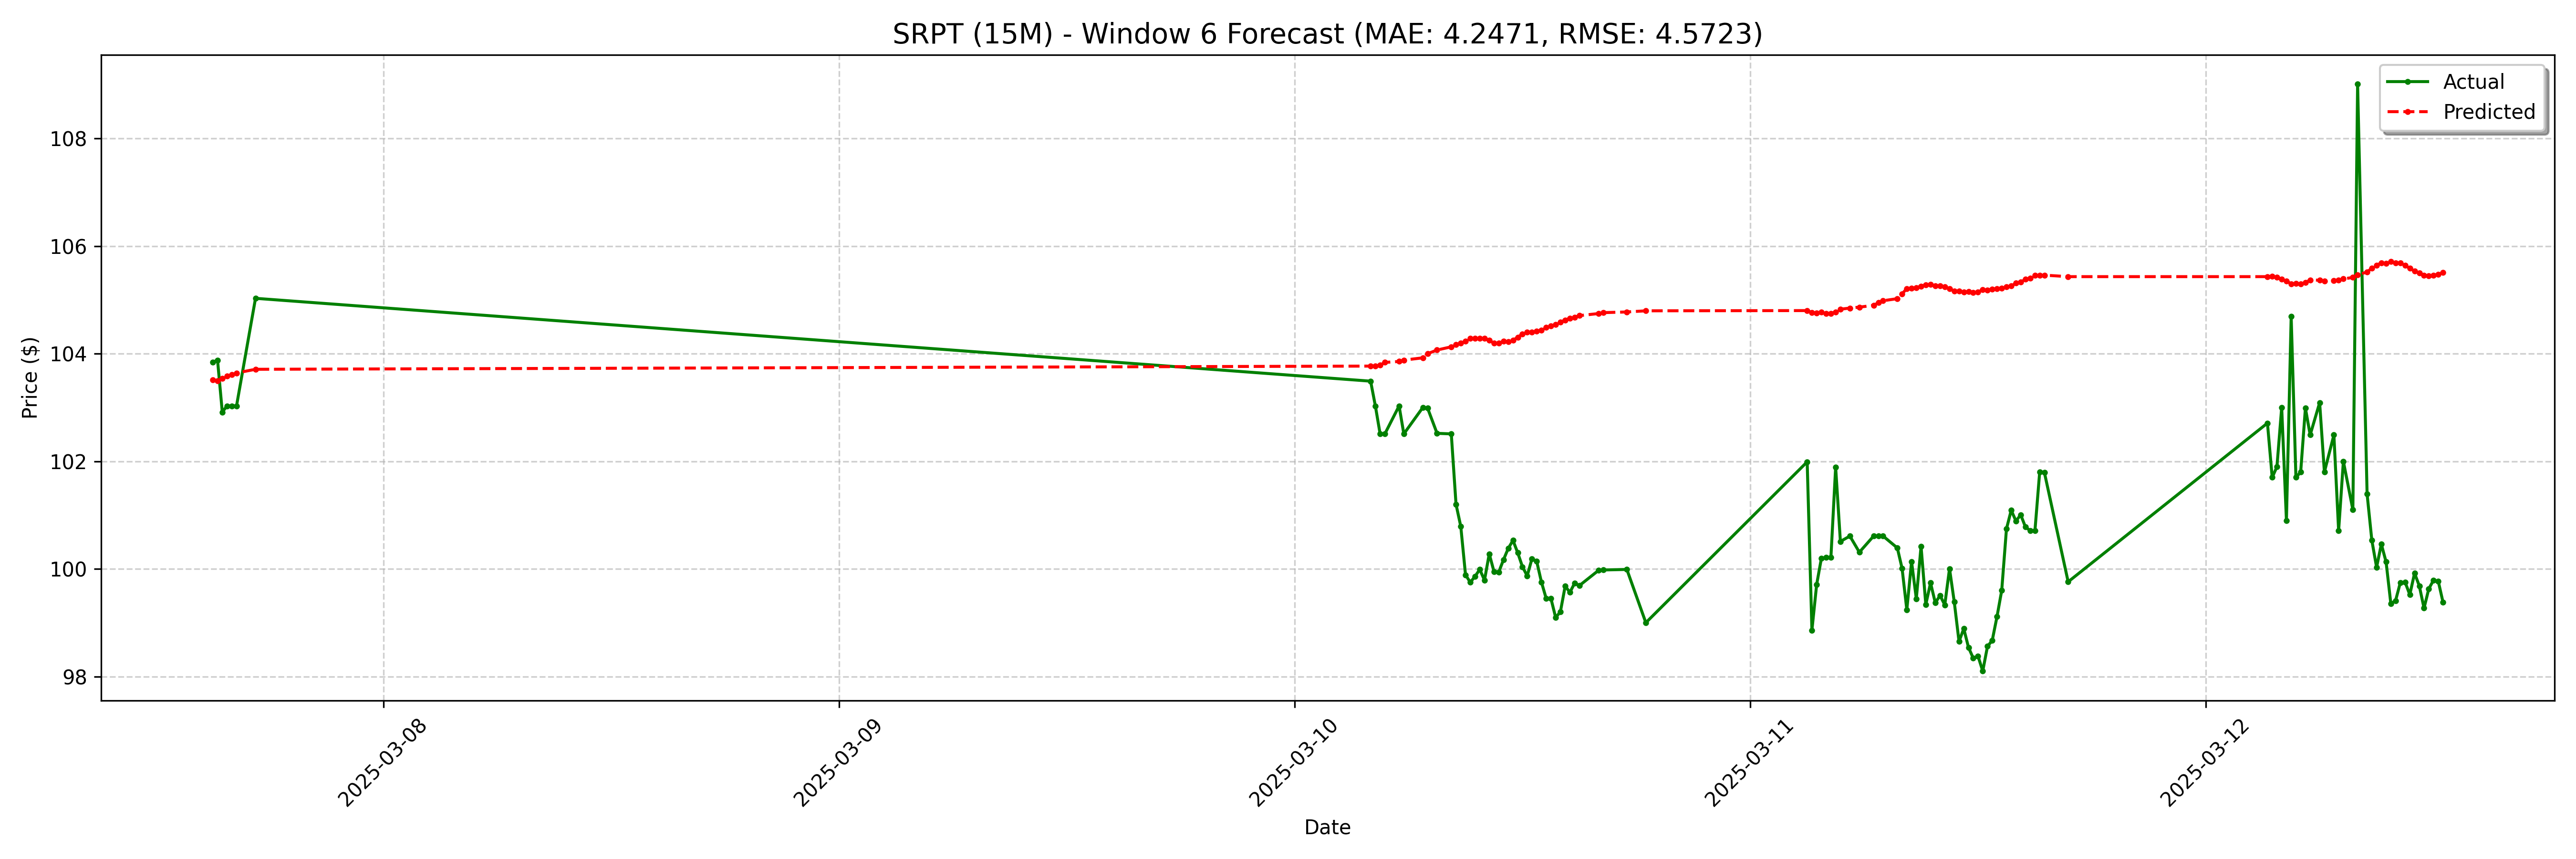 SRPT (15M) - Window 6 Forecast (MAE: 4.2471, RMSE: 4.5723)
Actual
Predicted
Price ($)
108
106
104
102
100
98
2025-03-08
2025-03-09
2025-03-10
2025-03-11
2025-03-12
Date